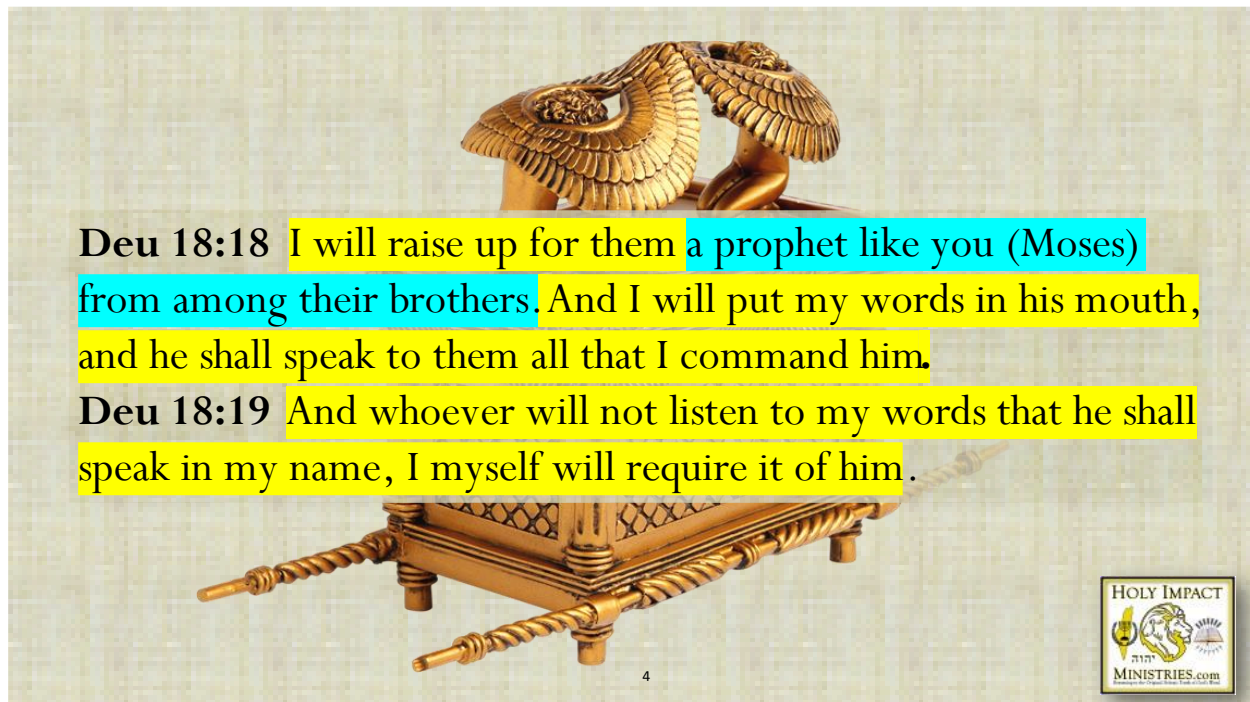 Deu 18:18 I will raise up for them a prophet like you (Moses)
from among their brothers. And I will put my words in his mouth,
and he shall speak to them all that I command him.
Deu 18:19 And whoever will not listen to my words that he shall
speak in my name, I myself will require it of him.
4
HOLY IMPACT
יהוה
MINISTRIES.com